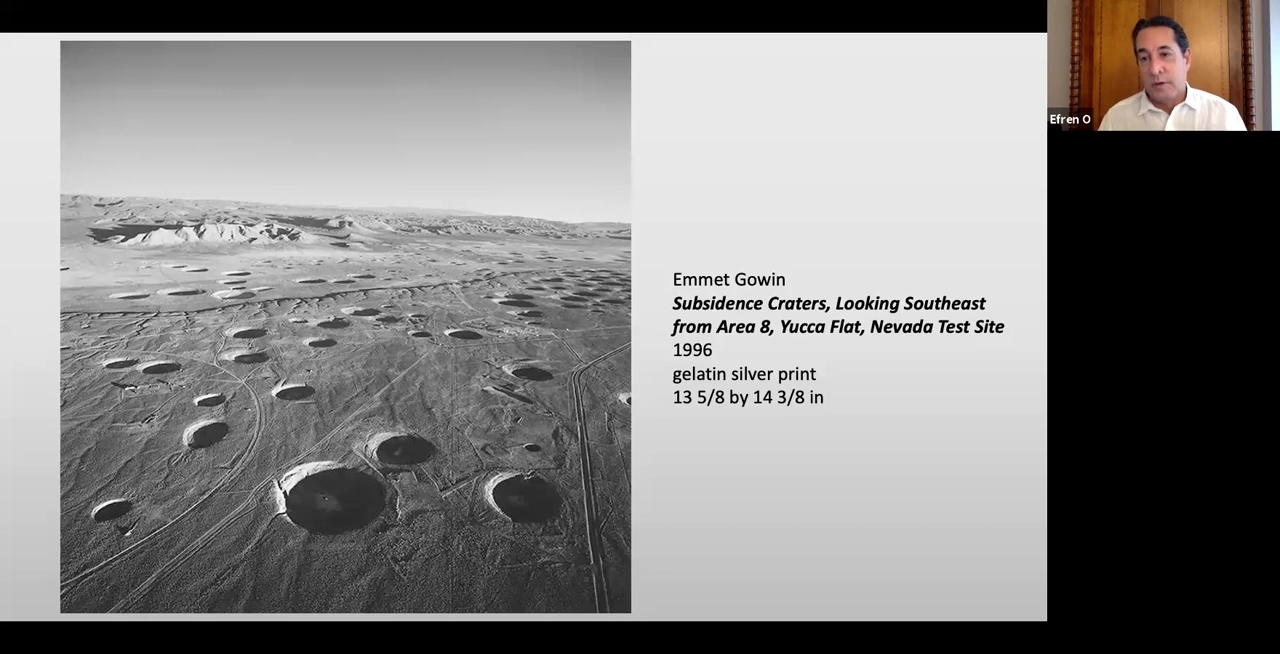 Emmet Gowin
Subsidence Craters, Looking Southeast
from Area 8, Yucca Flat, Nevada Test Site
1996
gelatin silver print
13 5/8 by 14 3/8 in
Efren O